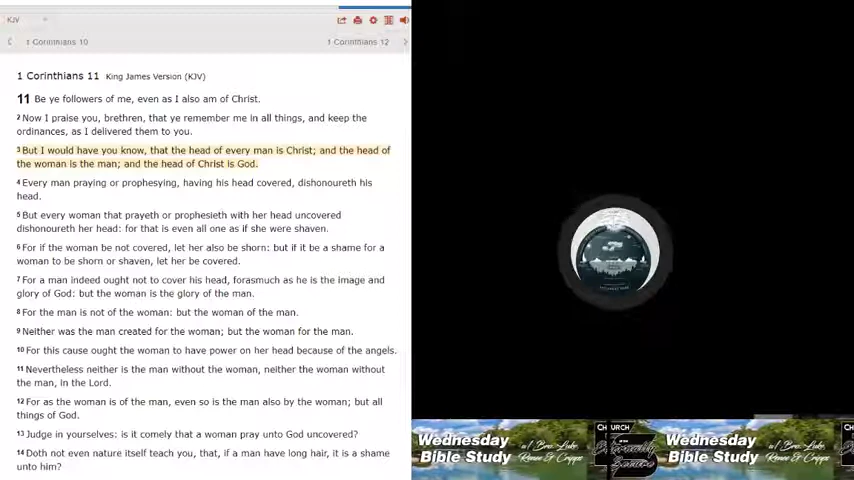 KJV
1 Corinthians 10
1 Corinthians 12
1 Corinthians 11 King James Version (KJV)
11 Be ye followers of me, even as I also am of Christ.
2 Now I praise you, brethren, that ye remember me in all things, and keep the
ordinances, as I delivered them to you.
3 But I would have you know, that the head of every man is Christ; and the head of
the woman is the man; and the head of Christ is God.
4 Every man praying or prophesying, having his head covered, dishonoureth his
head.
5 But every woman that prayeth or prophesieth with her head uncovered
dishonoureth her head: for that is even all one as if she were shaven.
6 For if the woman be not covered, let her also be shorn: but if it be a shame for a
woman to be shorn or shaven, let her be covered.
7 For a man indeed ought not to cover his head, forasmuch as he is the image and
glory of God: but the woman is the glory of the man.
8 For the man is not of the woman: but the woman of the man.
9 Neither was the man created for the woman; but the woman for the man.
10 For this cause ought the woman to have power on her head because of the angels.
11 Nevertheless neither is the man without the woman, neither the woman without
the man, in the Lord.
12 For as the woman is of the man, even so is the man also by the woman; but all
things of God.
13 Judge in yourselves: is it comely that a woman pray unto God uncovered?
14 Doth not even nature itself teach you, that, if a man have long hair, it is a shame
unto him?
Wednesday
Bible Study
w/ Bro. Luke,
Renee & Cripps
CHURCH
Eternally
Secure
Wednesday
Bible Study
w/ Bro. Luke,
Renee & Cripps
CH